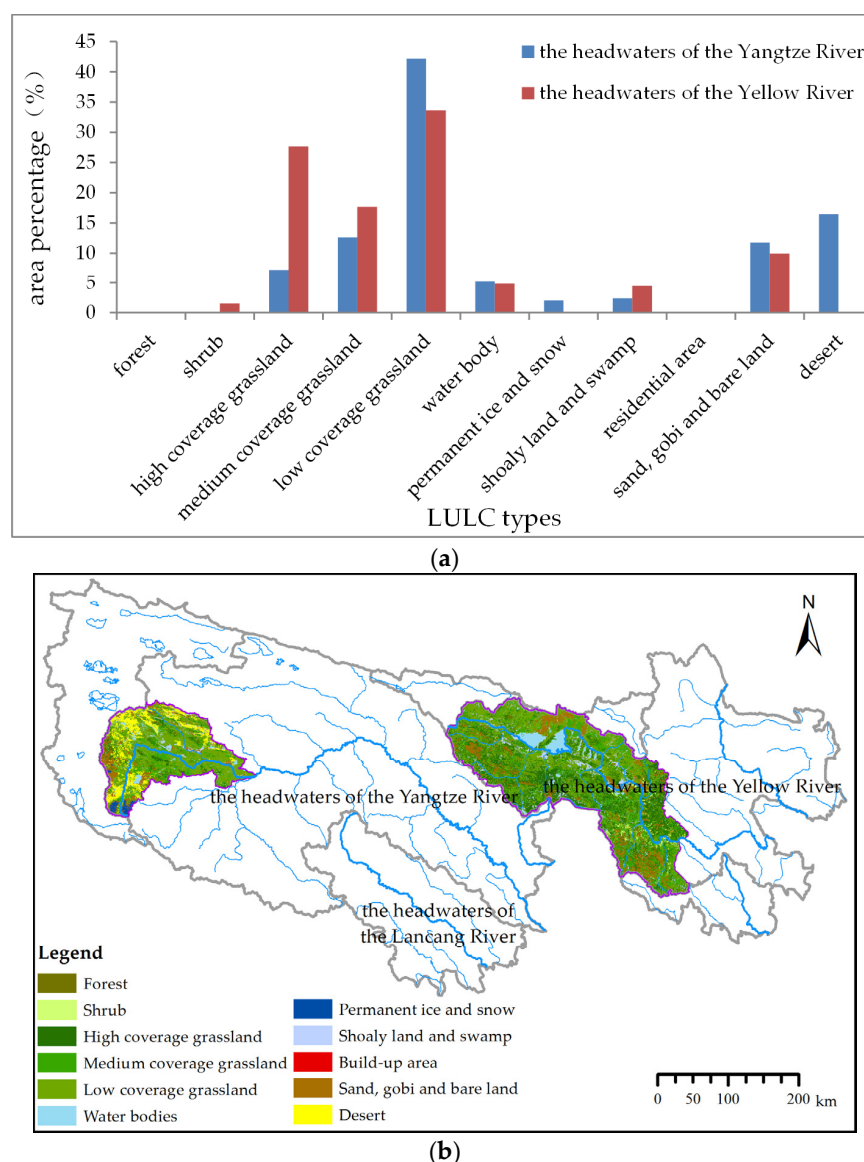 45
40
35
30
25
20
15
10
5
0
area percentage (%)
the headwaters of the Yangtze River
the headwaters of the Yellow River
forest
shrub
high coverage grassland
medium coverage grassland
low coverage grassland
water body
permanent ice and snow
shoaly land and swamp
residential area
sand, gobi and bare land
desert
LULC types
(a)
N
the headwaters of the Yangtze River
the headwaters of the Yellow River
the headwaters of
the Lancang River
Legend
Forest
Shrub
High coverage grassland
Medium coverage grassland
Low coverage grassland
Water bodies
Permanent ice and snow
Shoaly land and swamp
Build-up area
Sand, gobi and bare land
Desert
0 50 100 200
km
(b)